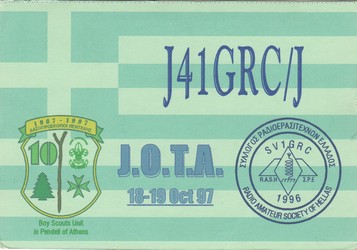 J41GRC/J
1987 - 1997
10
J.O.T.A.
18-19 Oct 97
Boy Scouts Unit
in Pendeli of Athens
ΣΥΛΛΟΓΟΣ ΡΑΔΙΟΕΡΑΣΙΤΕΧΝΩΝ ΕΛΛΑΔΟΣ
SV1GRC
R.A.S.H Σ.Ρ.Ε.
1996
RADIO AMATEUR SOCIETY OF HELLAS